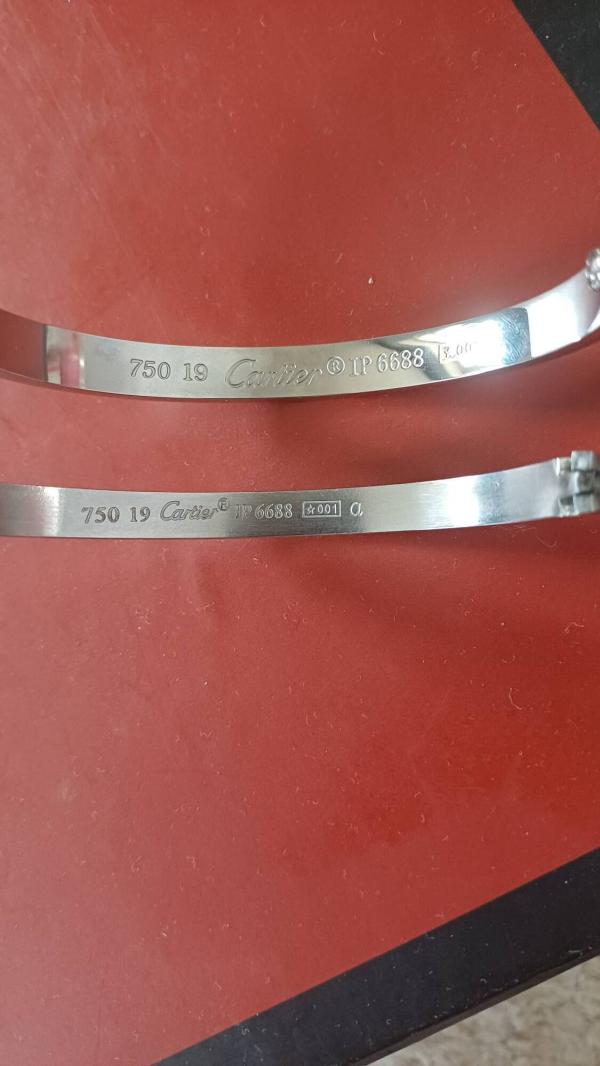 750 19 Cartier® IP 6688
750 19 Cartier® IP 6688 ☆001 a